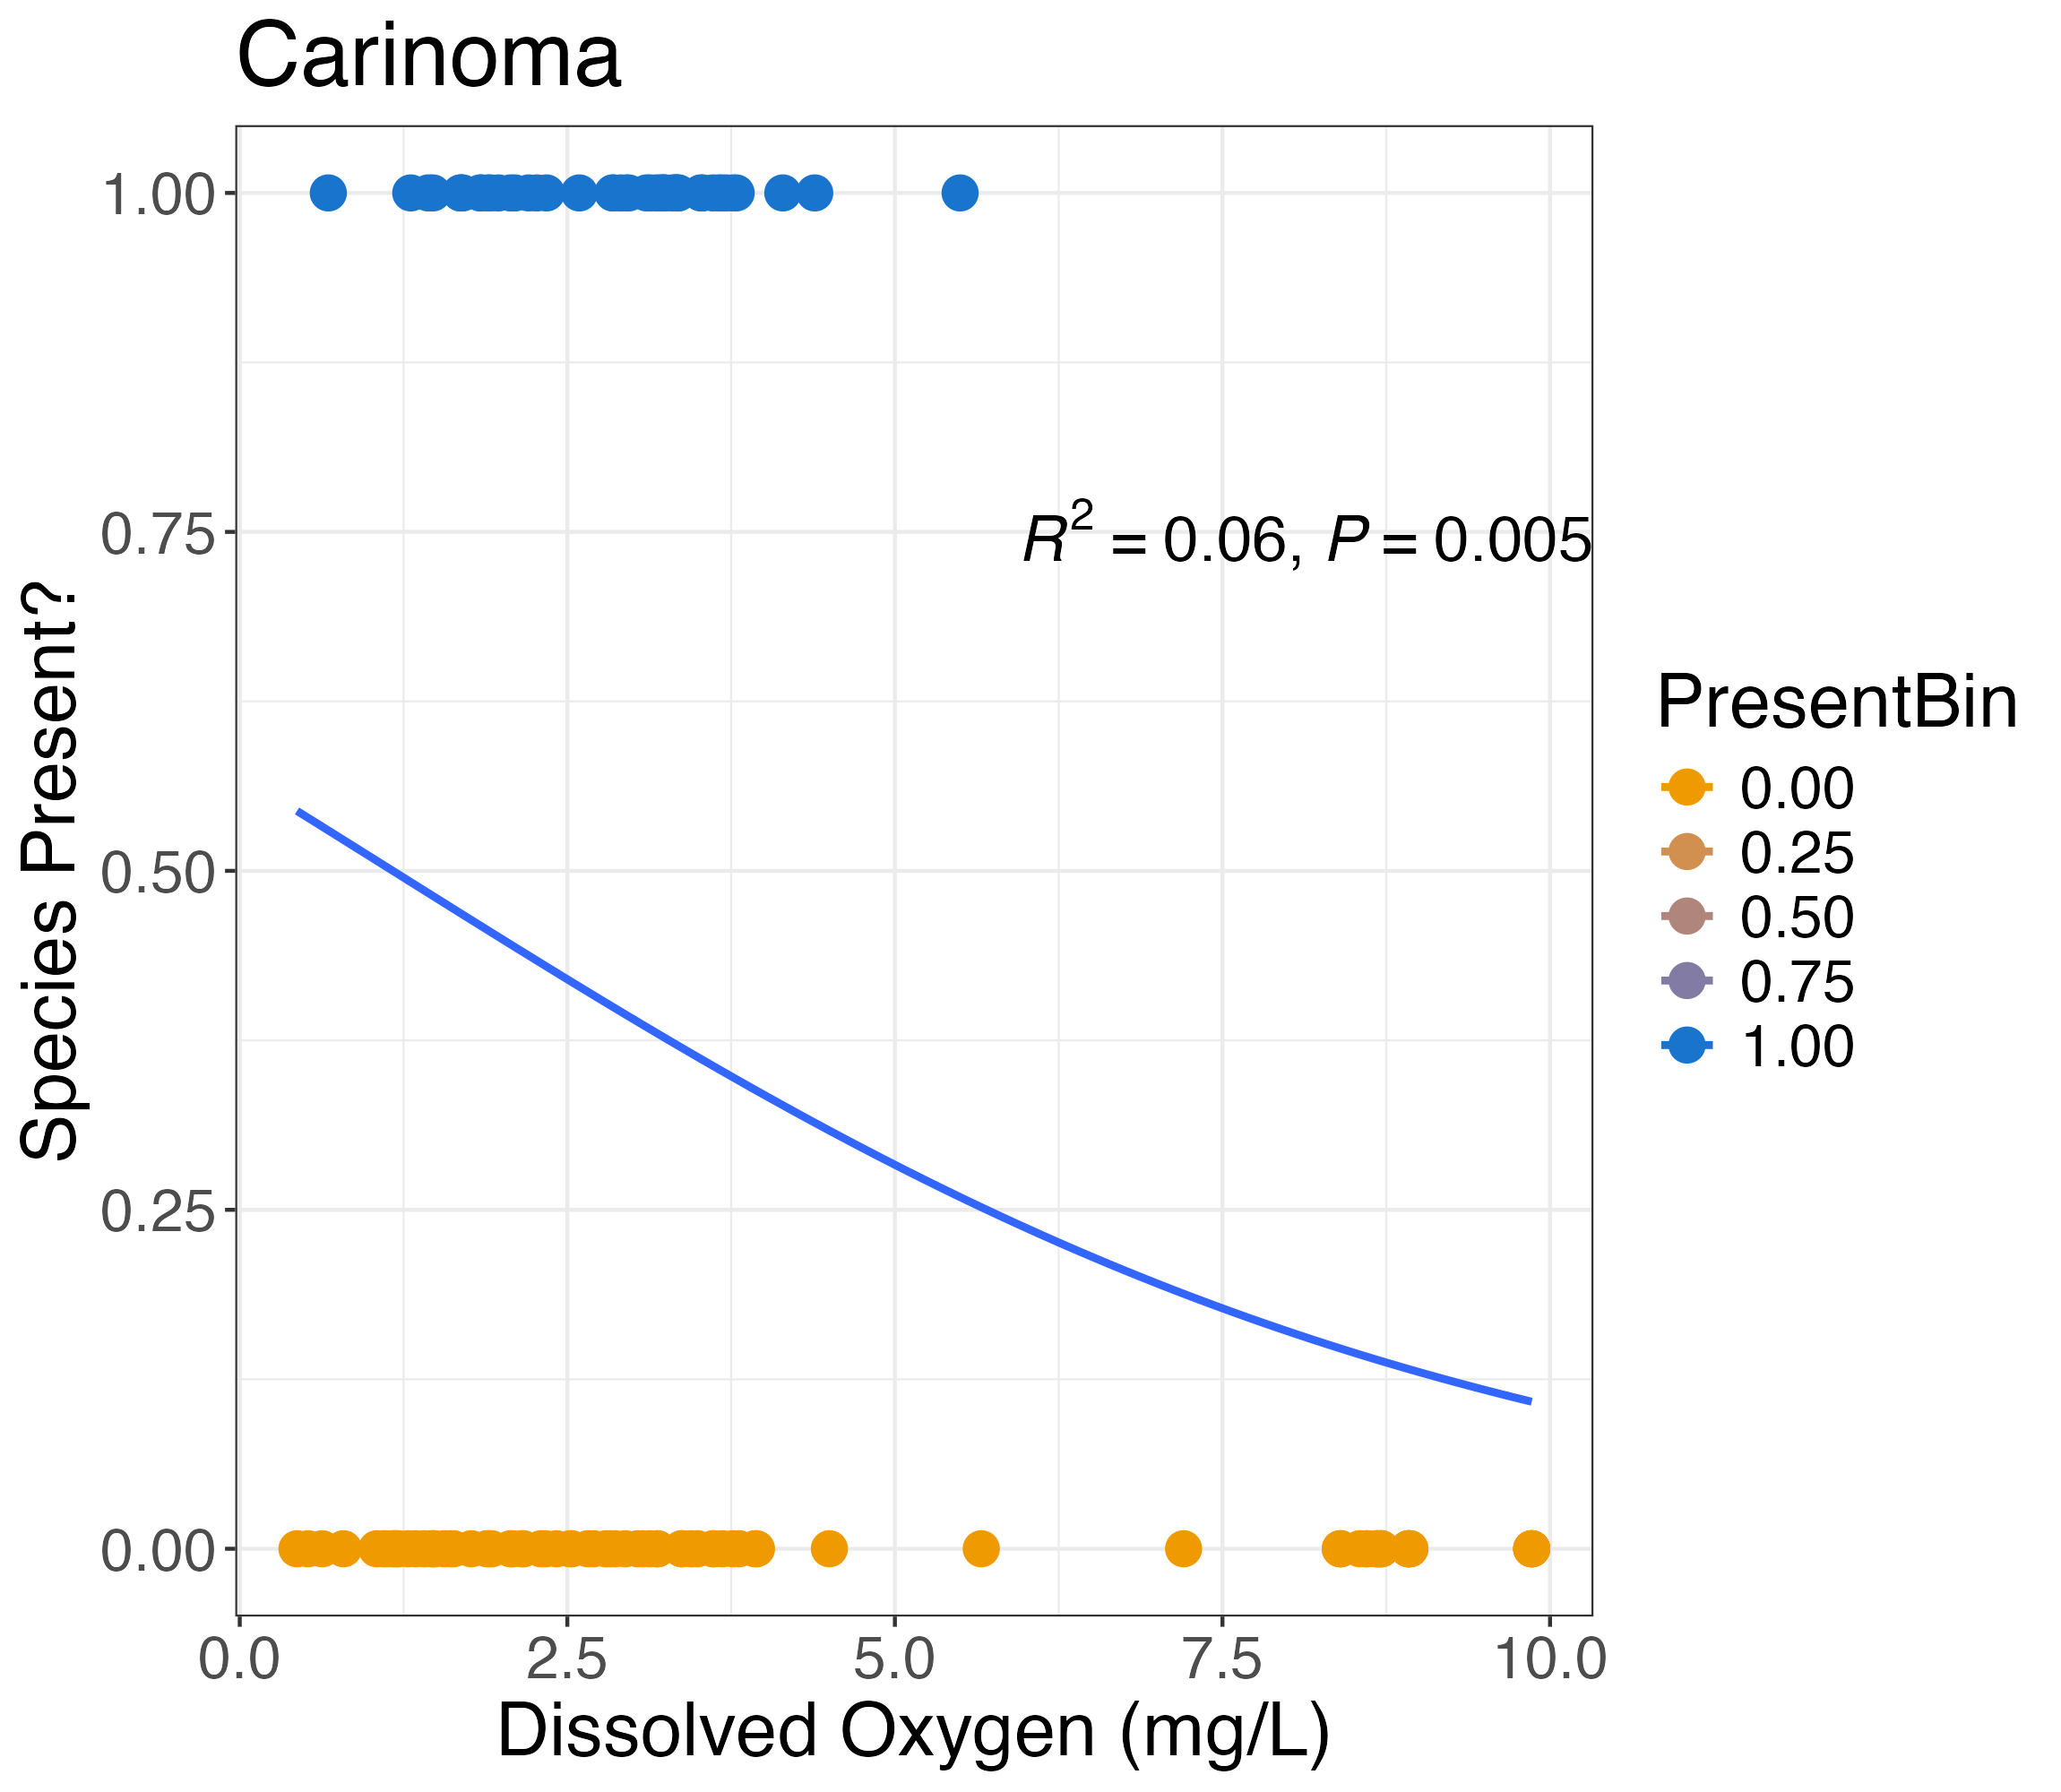 Carinoma
1.00
0.75
0.50
0.25
0.00
Species Present?
R² = 0.06, P = 0.005
0.0 2.5 5.0 7.5 10.0
Dissolved Oxygen (mg/L)
PresentBin
0.00
0.25
0.50
0.75
1.00